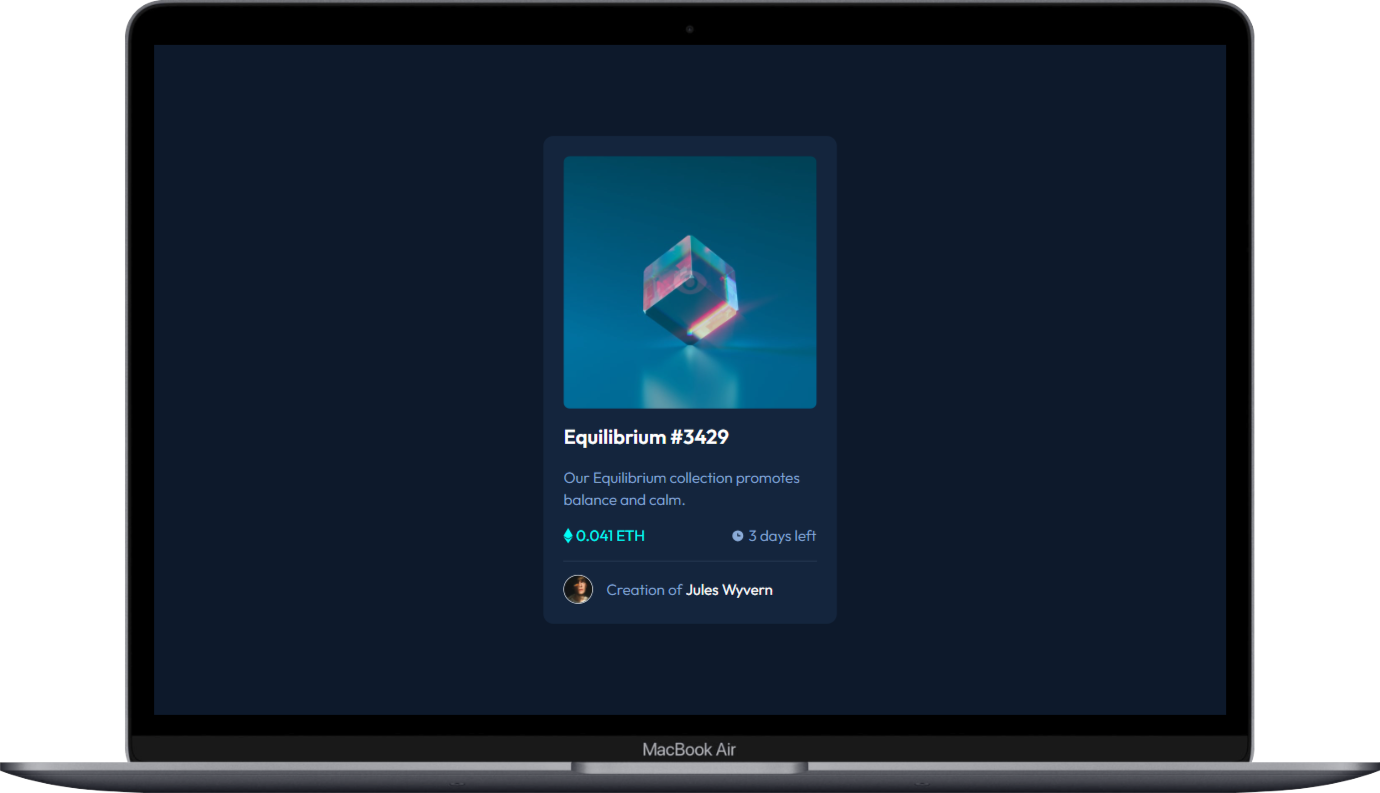 Equilibrium #3429
Our Equilibrium collection promotes
balance and calm.
0.041 ETH
3 days left
Creation of Jules Wyvern
MacBook Air